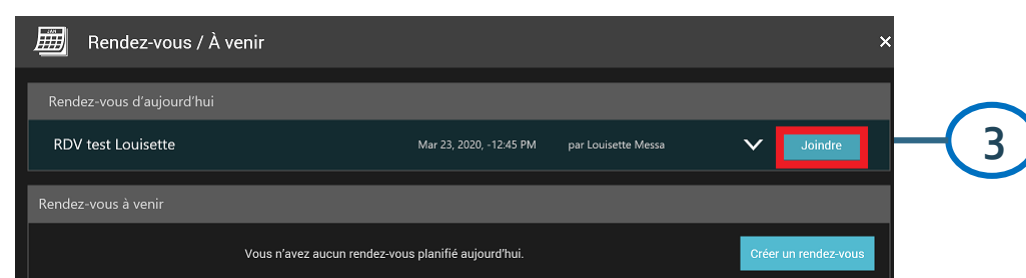 JAN
Rendez-vous / À venir ×
Rendez-vous d'aujourd'hui
RDV test Louisette Mar 23, 2020, -12:45 PM par Louisette Messa Joindre
3
Rendez-vous à venir
Vous n'avez aucun rendez-vous planifié aujourd'hui. Créer un rendez-vous